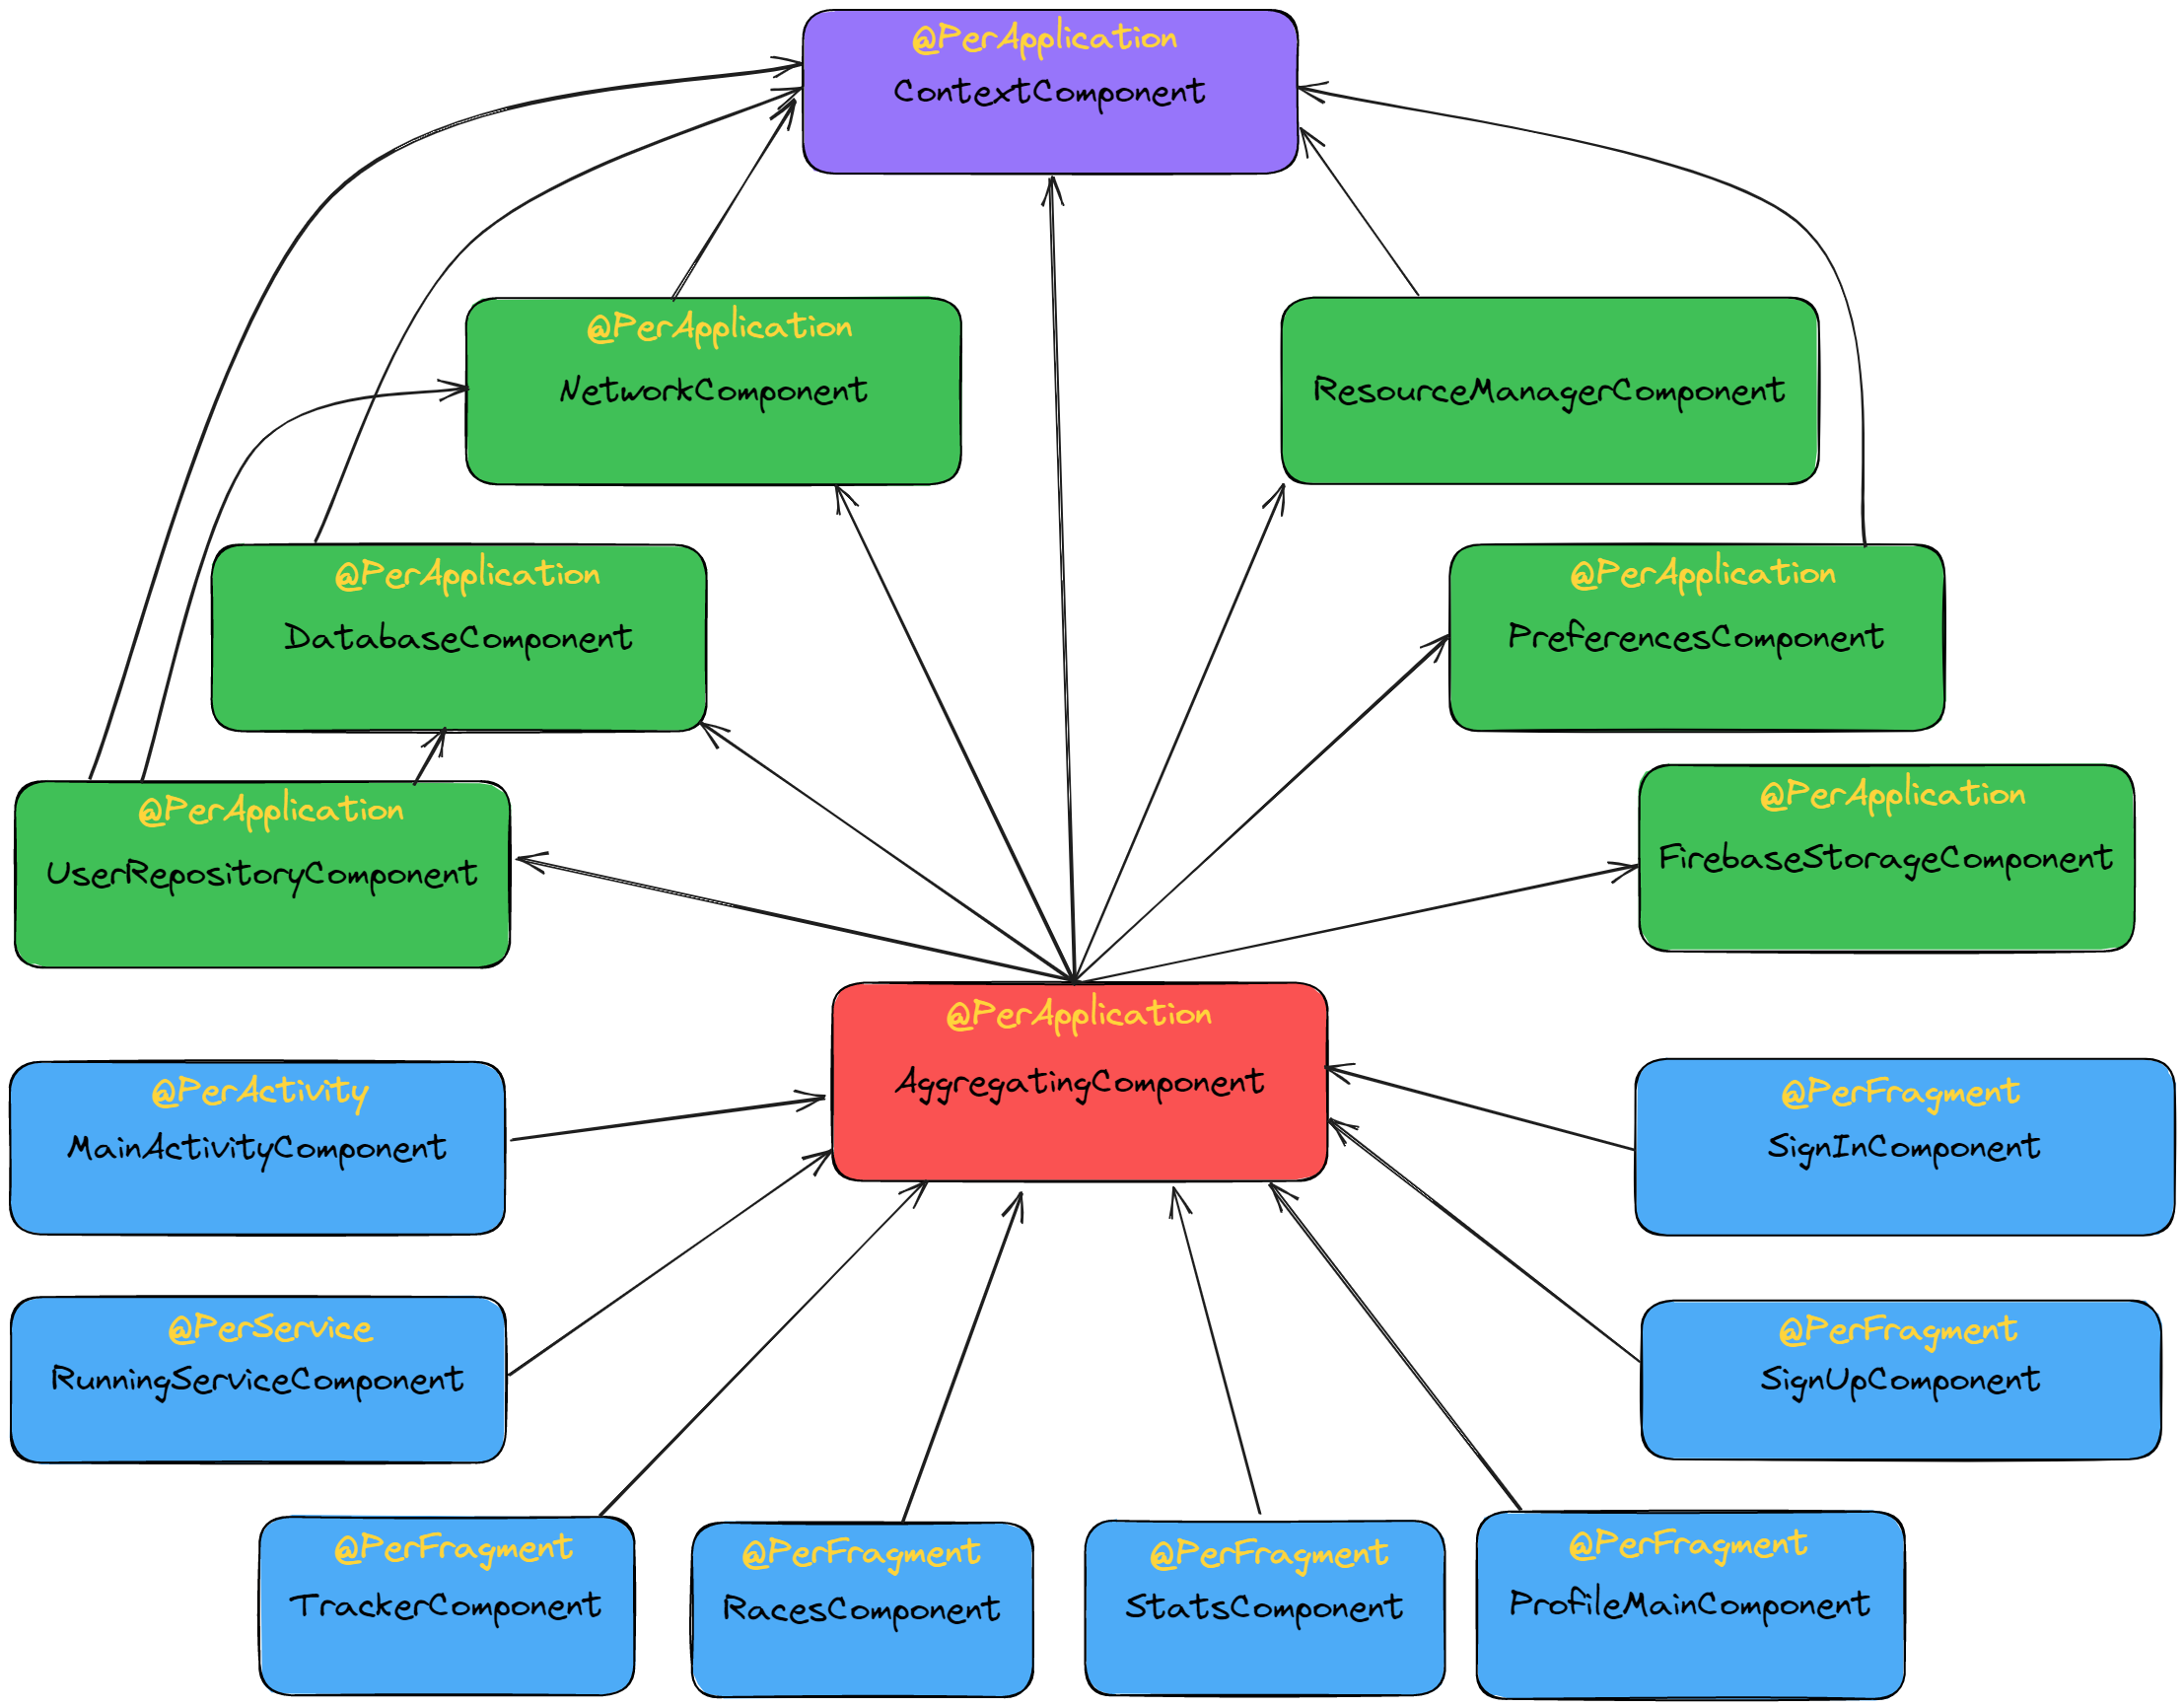 @PerApplication
ContextComponent
@PerApplication
NetworkComponent
ResourceManagerComponent
@PerApplication
DatabaseComponent
@PerApplication
PreferencesComponent
@PerApplication
UserRepositoryComponent
@PerApplication
FirebaseStorageComponent
@PerApplication
AggregatingComponent
@PerActivity
MainActivityComponent
@PerFragment
SignInComponent
@PerService
RunningServiceComponent
@PerFragment
SignUpComponent
@PerFragment
TrackerComponent
@PerFragment
RacesComponent
@PerFragment
StatsComponent
@PerFragment
ProfileMainComponent